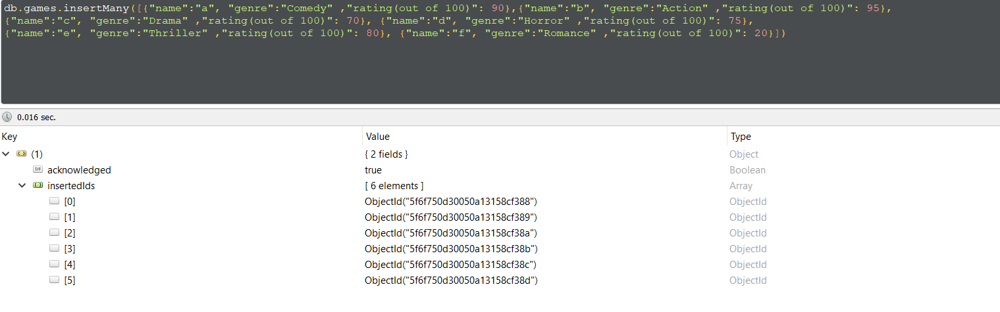 db.games.insertMany([{"name":"a", "genre":"Comedy" ,"rating(out of 100)": 90},{"name":"b", "genre":"Action" ,"rating(out of 100)": 95},
{"name":"c", "genre":"Drama" ,"rating(out of 100)": 70}, {"name":"d", "genre":"Horror" ,"rating(out of 100)": 75},
{"name":"e", "genre":"Thriller" ,"rating(out of 100)": 80}, {"name":"f", "genre":"Romance" ,"rating(out of 100)": 20}])
0.016 sec.
Key Value Type
(1) { 2 fields } Object
T/F acknowledged true Boolean
insertedIds [ 6 elements ] Array
[0] ObjectId("5f6f750d30050a13158cf388") ObjectId
[1] ObjectId("5f6f750d30050a13158cf389") ObjectId
[2] ObjectId("5f6f750d30050a13158cf38a") ObjectId
[3] ObjectId("5f6f750d30050a13158cf38b") ObjectId
[4] ObjectId("5f6f750d30050a13158cf38c") ObjectId
[5] ObjectId("5f6f750d30050a13158cf38d") ObjectId